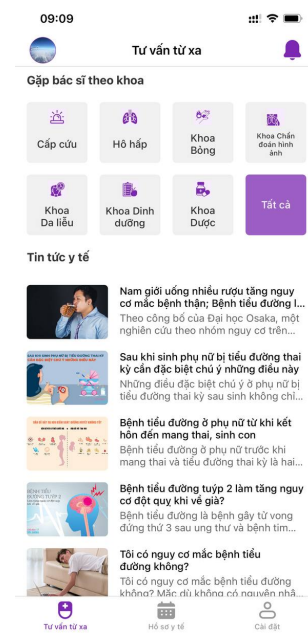 09:09
Tư vấn từ xa
Gặp bác sĩ theo khoa
Cấp cứu
Hô hấp
Khoa
Bỏng
Khoa Chẩn
đoán hình
ảnh
Khoa
Da liễu
Khoa Dinh
dưỡng
Khoa
Dược
Tất cả
Tin tức y tế
Nam giới uống nhiều rượu tăng nguy
cơ mắc bệnh thận; Bệnh tiểu đường l...
Theo công bố của Đại học Osaka, một
nghiên cứu theo nhóm nguy cơ trên...
Sau khi sinh phụ nữ bị tiểu đường thai
kỳ cần đặc biệt chú ý những điều này
Những điều đặc biệt chú ý ở phụ nữ bị
tiểu đường thai kỳ sau sinh không chỉ...
Bệnh tiểu đường ở phụ nữ từ khi kết
hôn đến mang thai, sinh con
Bệnh tiểu đường ở phụ nữ trước khi
mang thai và tiểu đường thai kỳ là hai...
BỆNH TIỂU
ĐƯỜNG TUÝP 2
Bệnh tiểu đường tuýp 2 làm tăng nguy
cơ đột quỵ khi về già?
Bệnh tiểu đường là bệnh gây tử vong
đứng thứ 3 sau ung thư và bệnh tim...
Tôi có nguy cơ mắc bệnh tiểu
đường không?
Tôi có nguy cơ mắc bệnh tiểu đường
không? Mặc dù không có nguyên nhâ...
Tư vấn từ xa
Hồ sơ y tế
Cài đặt